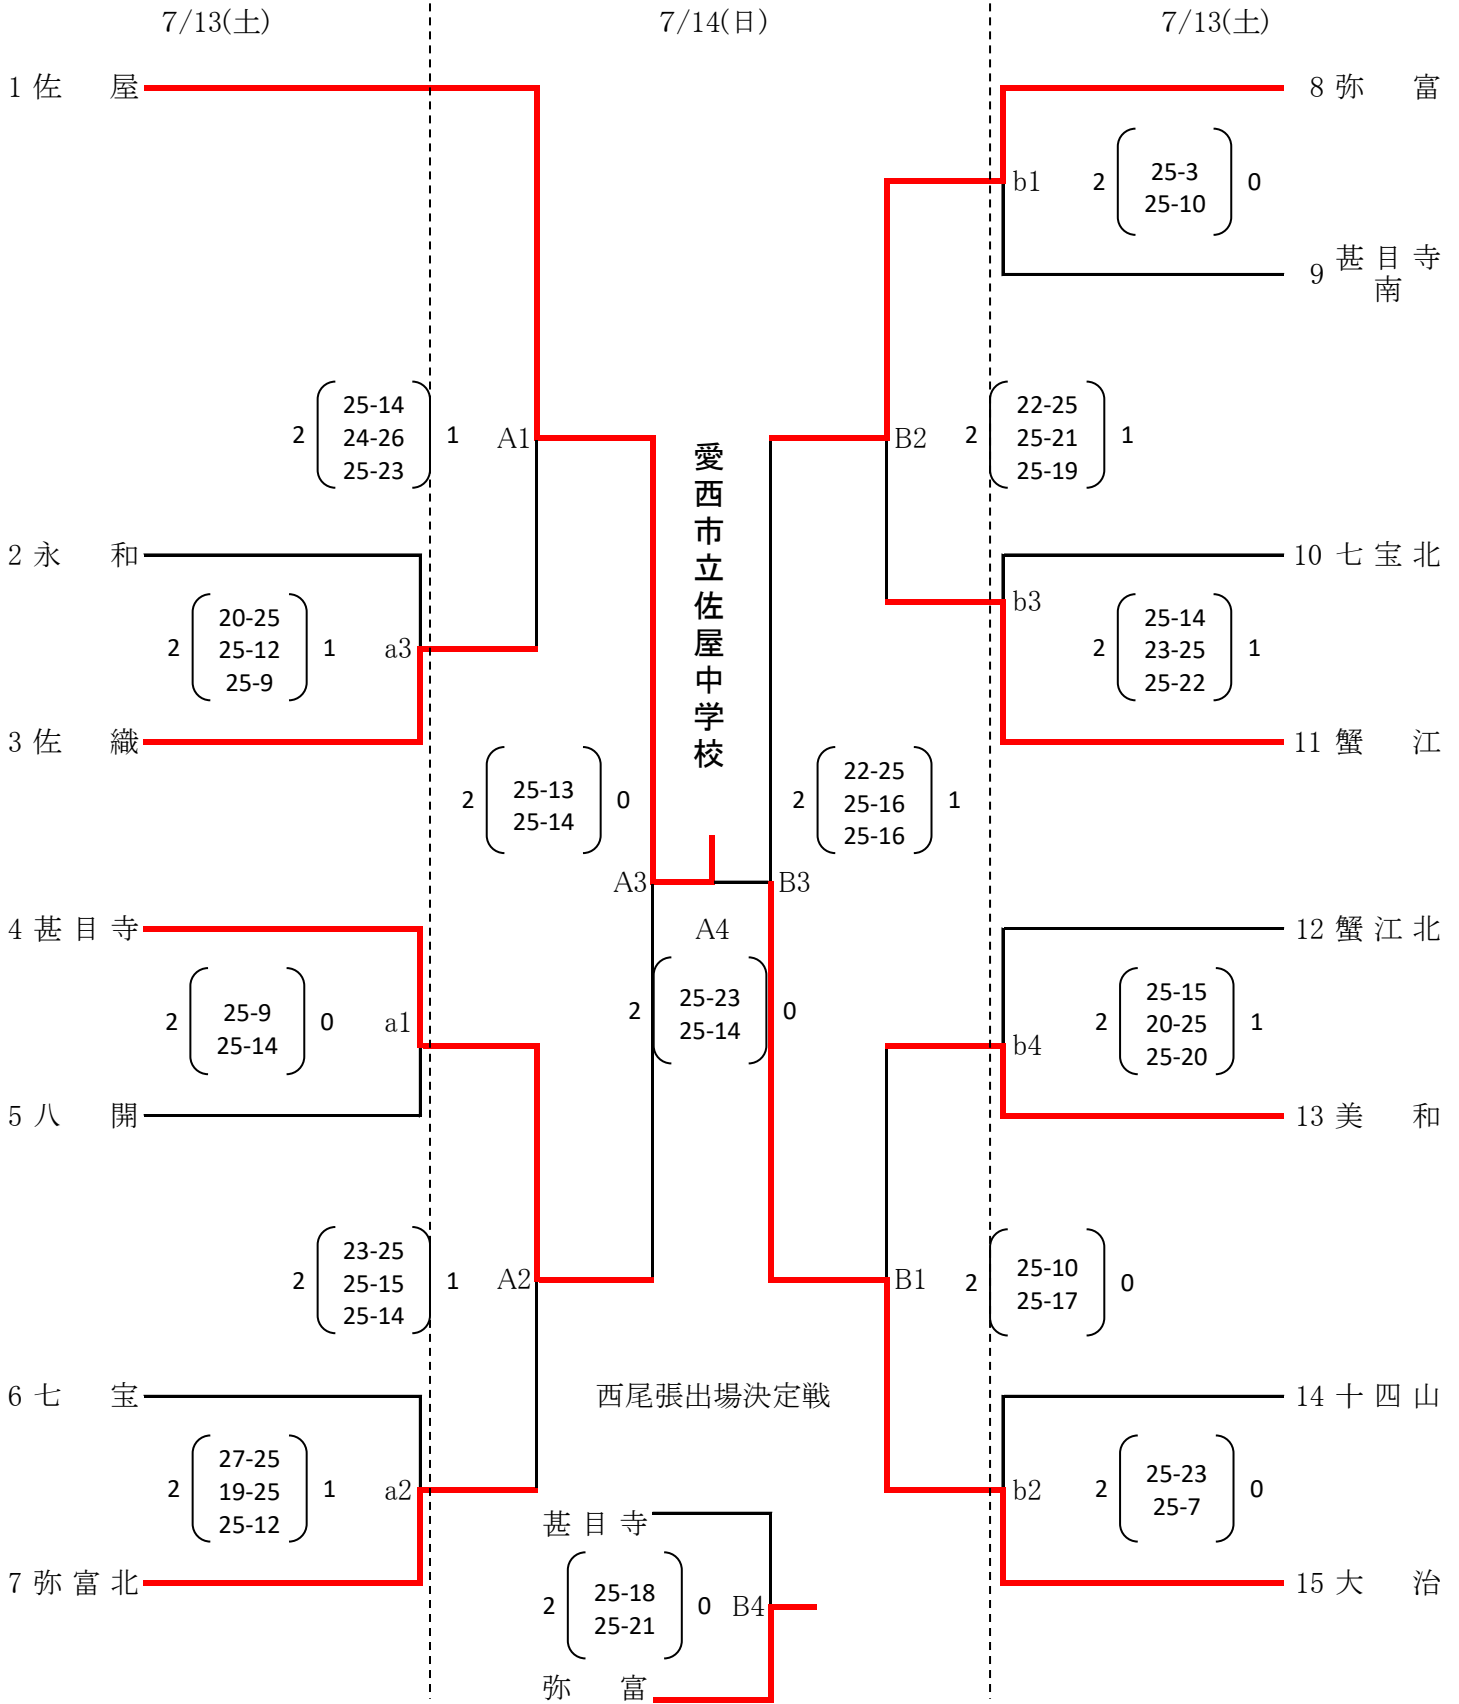 7/13(土) 7/14(日) 7/13(土)
1 佐 屋
8 弥 富
b1 2 25-3 0
25-10
9 甚目寺
南
25-14
2 24-26 1 A1
25-23
22-25
B2 2 25-21 1
25-19
愛西市立佐屋中学校
2 永 和
10 七宝北
20-25
2 25-12 1 a3
25-9
b3
25-14
2 23-25 1
25-22
3 佐 織
11 蟹 江
2 25-13 0
25-14
22-25
2 25-16 1
25-16
A3 B3
4 甚目寺
A4
12 蟹江北
2 25-9 0 a1
25-14
2 25-23 0
25-14
25-15
2 20-25 1
25-20
b4
5 八 開
13 美 和
23-25
2 25-15 1 A2
25-14
B1 2 25-10 0
25-17
6 七 宝
西尾張出場決定戦
14 十四山
27-25
2 19-25 1 a2
25-12
b2 2 25-23 0
25-7
甚目寺
7 弥富北
2 25-18 0 B4
25-21
15 大 治
弥 富